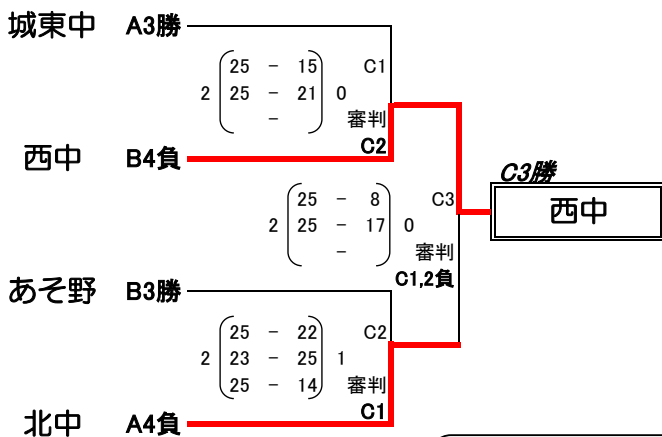 城東中 A3勝
25 － 15 C1
2 25 － 21 0
－ 審判
西中 B4負 C2
C3勝
西中
25 － 8 C3
2 25 － 17 0
－ 審判
C1,2負
あそ野 B3勝
25 － 22 C2
2 23 － 25 1
25 － 14 審判
C1
北中 A4負